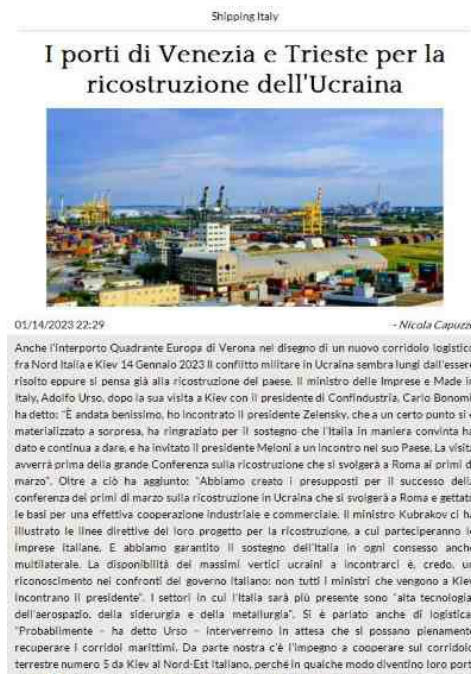 Shipping Italy
I porti di Venezia e Trieste per la
ricostruzione dell'Ucraina
01/14/2023 22:29 - Nicola Capuzzo
Anche l'interporto Quadrante Europa di Verona nel disegno di un nuovo corridoio logistico
fra Nord Italia e Kiev 14 Gennaio 2023 Il conflitto militare in Ucraina sembra lungi dall'essere
risolto eppure si pensa già alla ricostruzione del paese. Il ministro delle Imprese e Made in
Italy, Adolfo Urso, dopo la sua visita a Kiev con il presidente di Confindustria, Carlo Bonomi
ha detto: "È andata benissimo, ho incontrato il presidente Zelensky, che a un certo punto si è
materializzato a sorpresa, ha ringraziato per il sostegno che l'Italia in maniera convinta ha
dato e continua a dare, e ha invitato il presidente Meloni a un incontro nel suo Paese. La visita
avverrà prima della grande Conferenza sulla ricostruzione che si svolgerà a Roma ai primi di
marzo". Oltre a ciò ha aggiunto: "Abbiamo creato i presupposti per il successo della
conferenza dei primi di marzo sulla ricostruzione in Ucraina che si svolgerà a Roma e gettato
le basi per una effettiva cooperazione industriale e commerciale. Il ministro Kubrakov ci ha
illustrato le linee direttive del loro progetto per la ricostruzione, a cui parteciperanno le
imprese italiane. E abbiamo garantito il sostegno dell'Italia in ogni consesso anche
multilaterale. La disponibilità dei massimi vertici ucraini a incontrarci è, credo, un
riconoscimento nei confronti del governo italiano: non tutti i ministri che vengono a Kiev
incontrano il presidente". I settori in cui l'Italia sarà più presente sono "alta tecnologia,
dell'aerospazio, della siderurgia e della metallurgia". Si è parlato anche di logistica:
"Probabilmente – ha detto Urso – interverremo in attesa che si possano pienamente
recuperare i corridoi marittimi. Da parte nostra c'è l'impegno a cooperare sul corridoio
terrestre numero 5 da Kiev al Nord-Est italiano, perché in qualche modo diventino loro porti